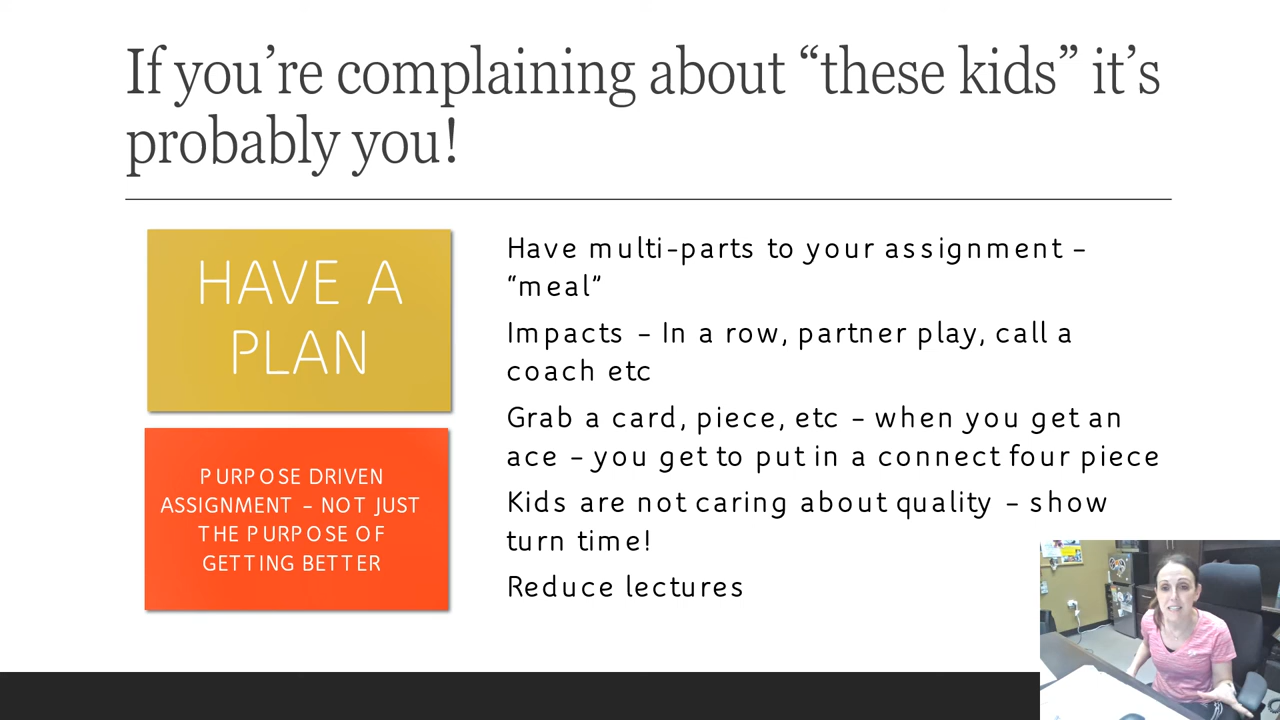 If you’re complaining about “these kids” it’s
probably you!
HAVE A
PLAN
PURPOSE DRIVEN
ASSIGNMENT – NOT JUST
THE PURPOSE OF
GETTING BETTER
Have multi-parts to your assignment –
“meal”
Impacts – In a row, partner play, call a
coach etc
Grab a card, piece, etc – when you get an
ace – you get to put in a connect four piece
Kids are not caring about quality – show
turn time!
Reduce lectures